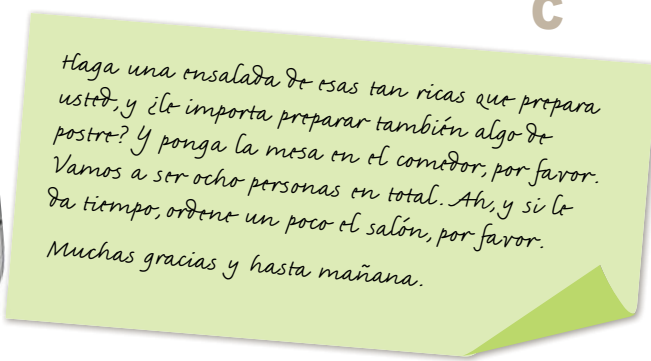 C
Haga una ensalada de esas tan ricas que prepara
usted, y ¿le importa preparar también algo de
postre? Y ponga la mesa en el comedor, por favor.
Vamos a ser ocho personas en total. Ah, y si le
da tiempo, ordene un poco el salón, por favor.
Muchas gracias y hasta mañana.